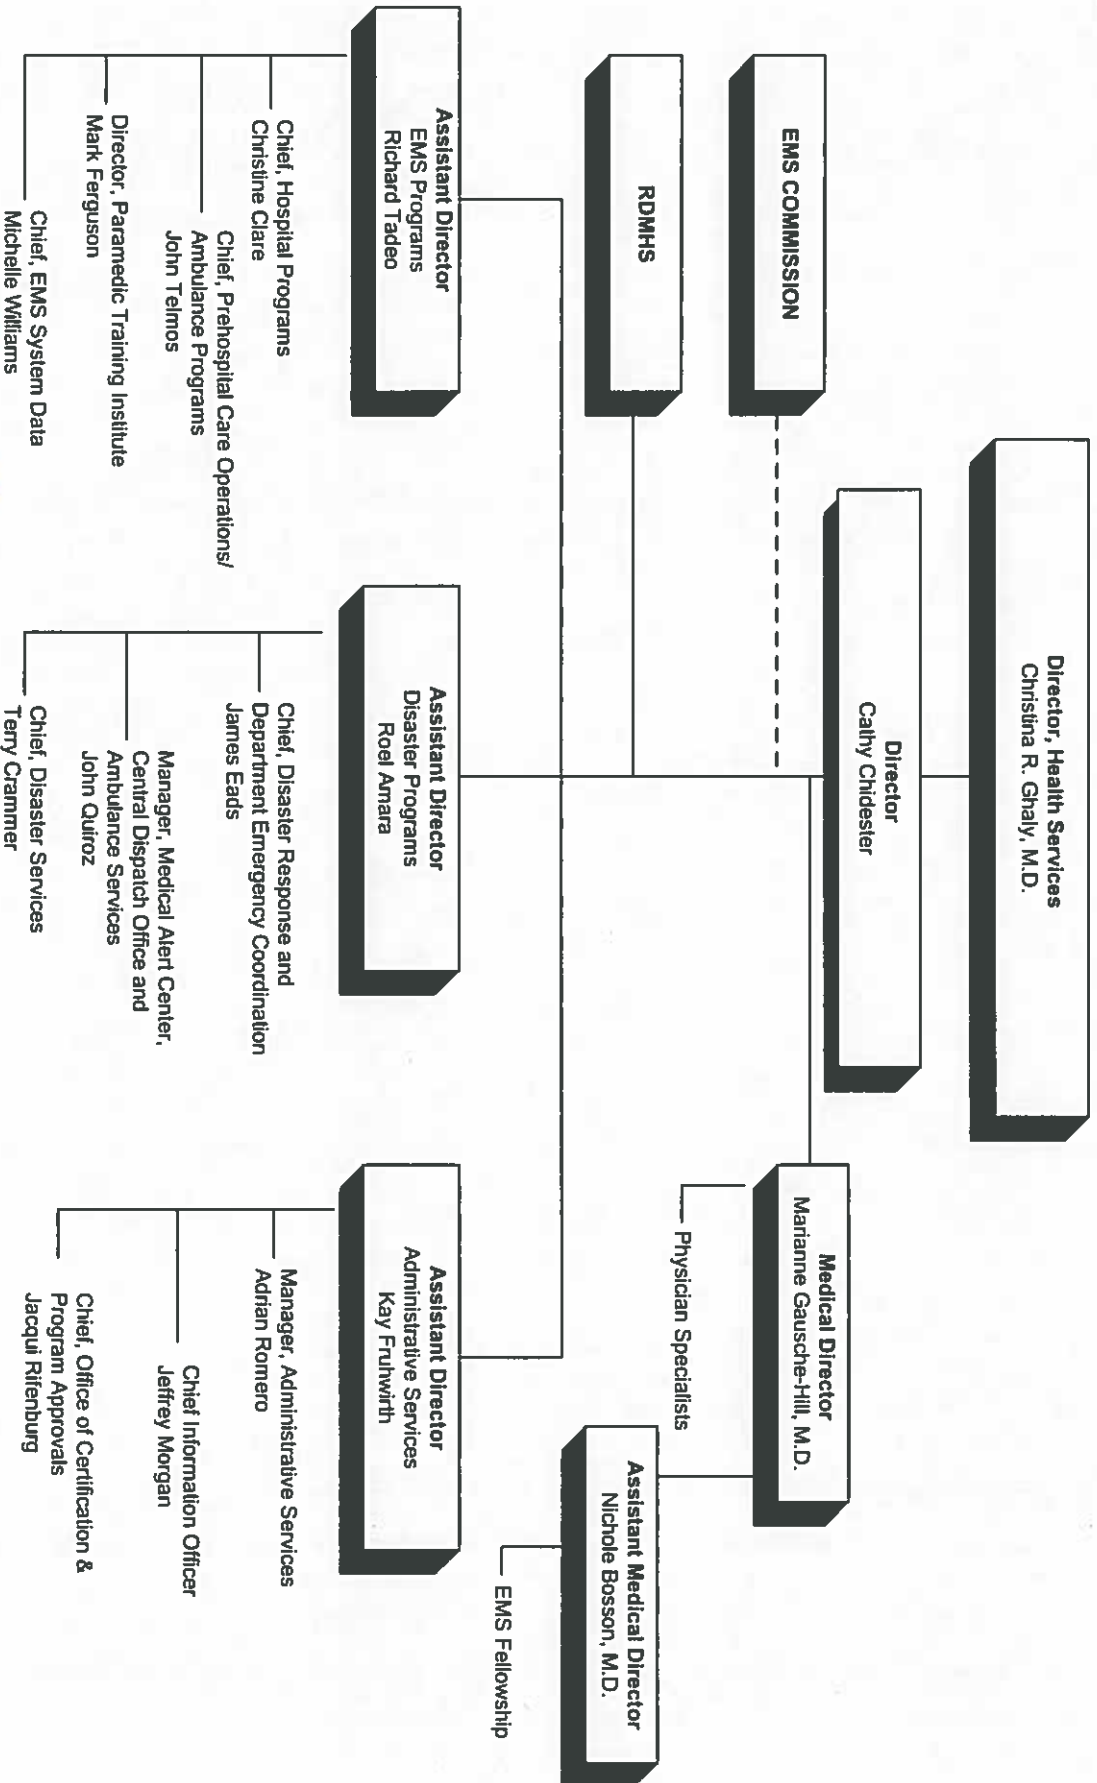 Director, Health Services
Christina R. Ghaly, M.D.
Director
Cathy Chidester
EMS COMMISSION
RDMHS
Medical Director
Marianne Gausche-Hill, M.D.
Physician Specialists
Assistant Medical Director
Nichole Bosson, M.D.
EMS Fellowship
Assistant Director
EMS Programs
Richard Tadeo
Chief, Hospital Programs
Christine Clare
Chief, Prehospital Care Operations/
Ambulance Programs
John Telmos
Director, Paramedic Training Institute
Mark Ferguson
Chief, EMS System Data
Michelle Williams
Assistant Director
Disaster Programs
Roel Amara
Chief, Disaster Response and
Department Emergency Coordination
James Eads
Manager, Medical Alert Center,
Central Dispatch Office and
Ambulance Services
John Quiroz
Chief, Disaster Services
Terry Crammer
Assistant Director
Administrative Services
Kay Fruhwirth
Manager, Administrative Services
Adrian Romero
Chief Information Officer
Jeffrey Morgan
Chief, Office of Certification &
Program Approvals
Jacqui Rifenburg